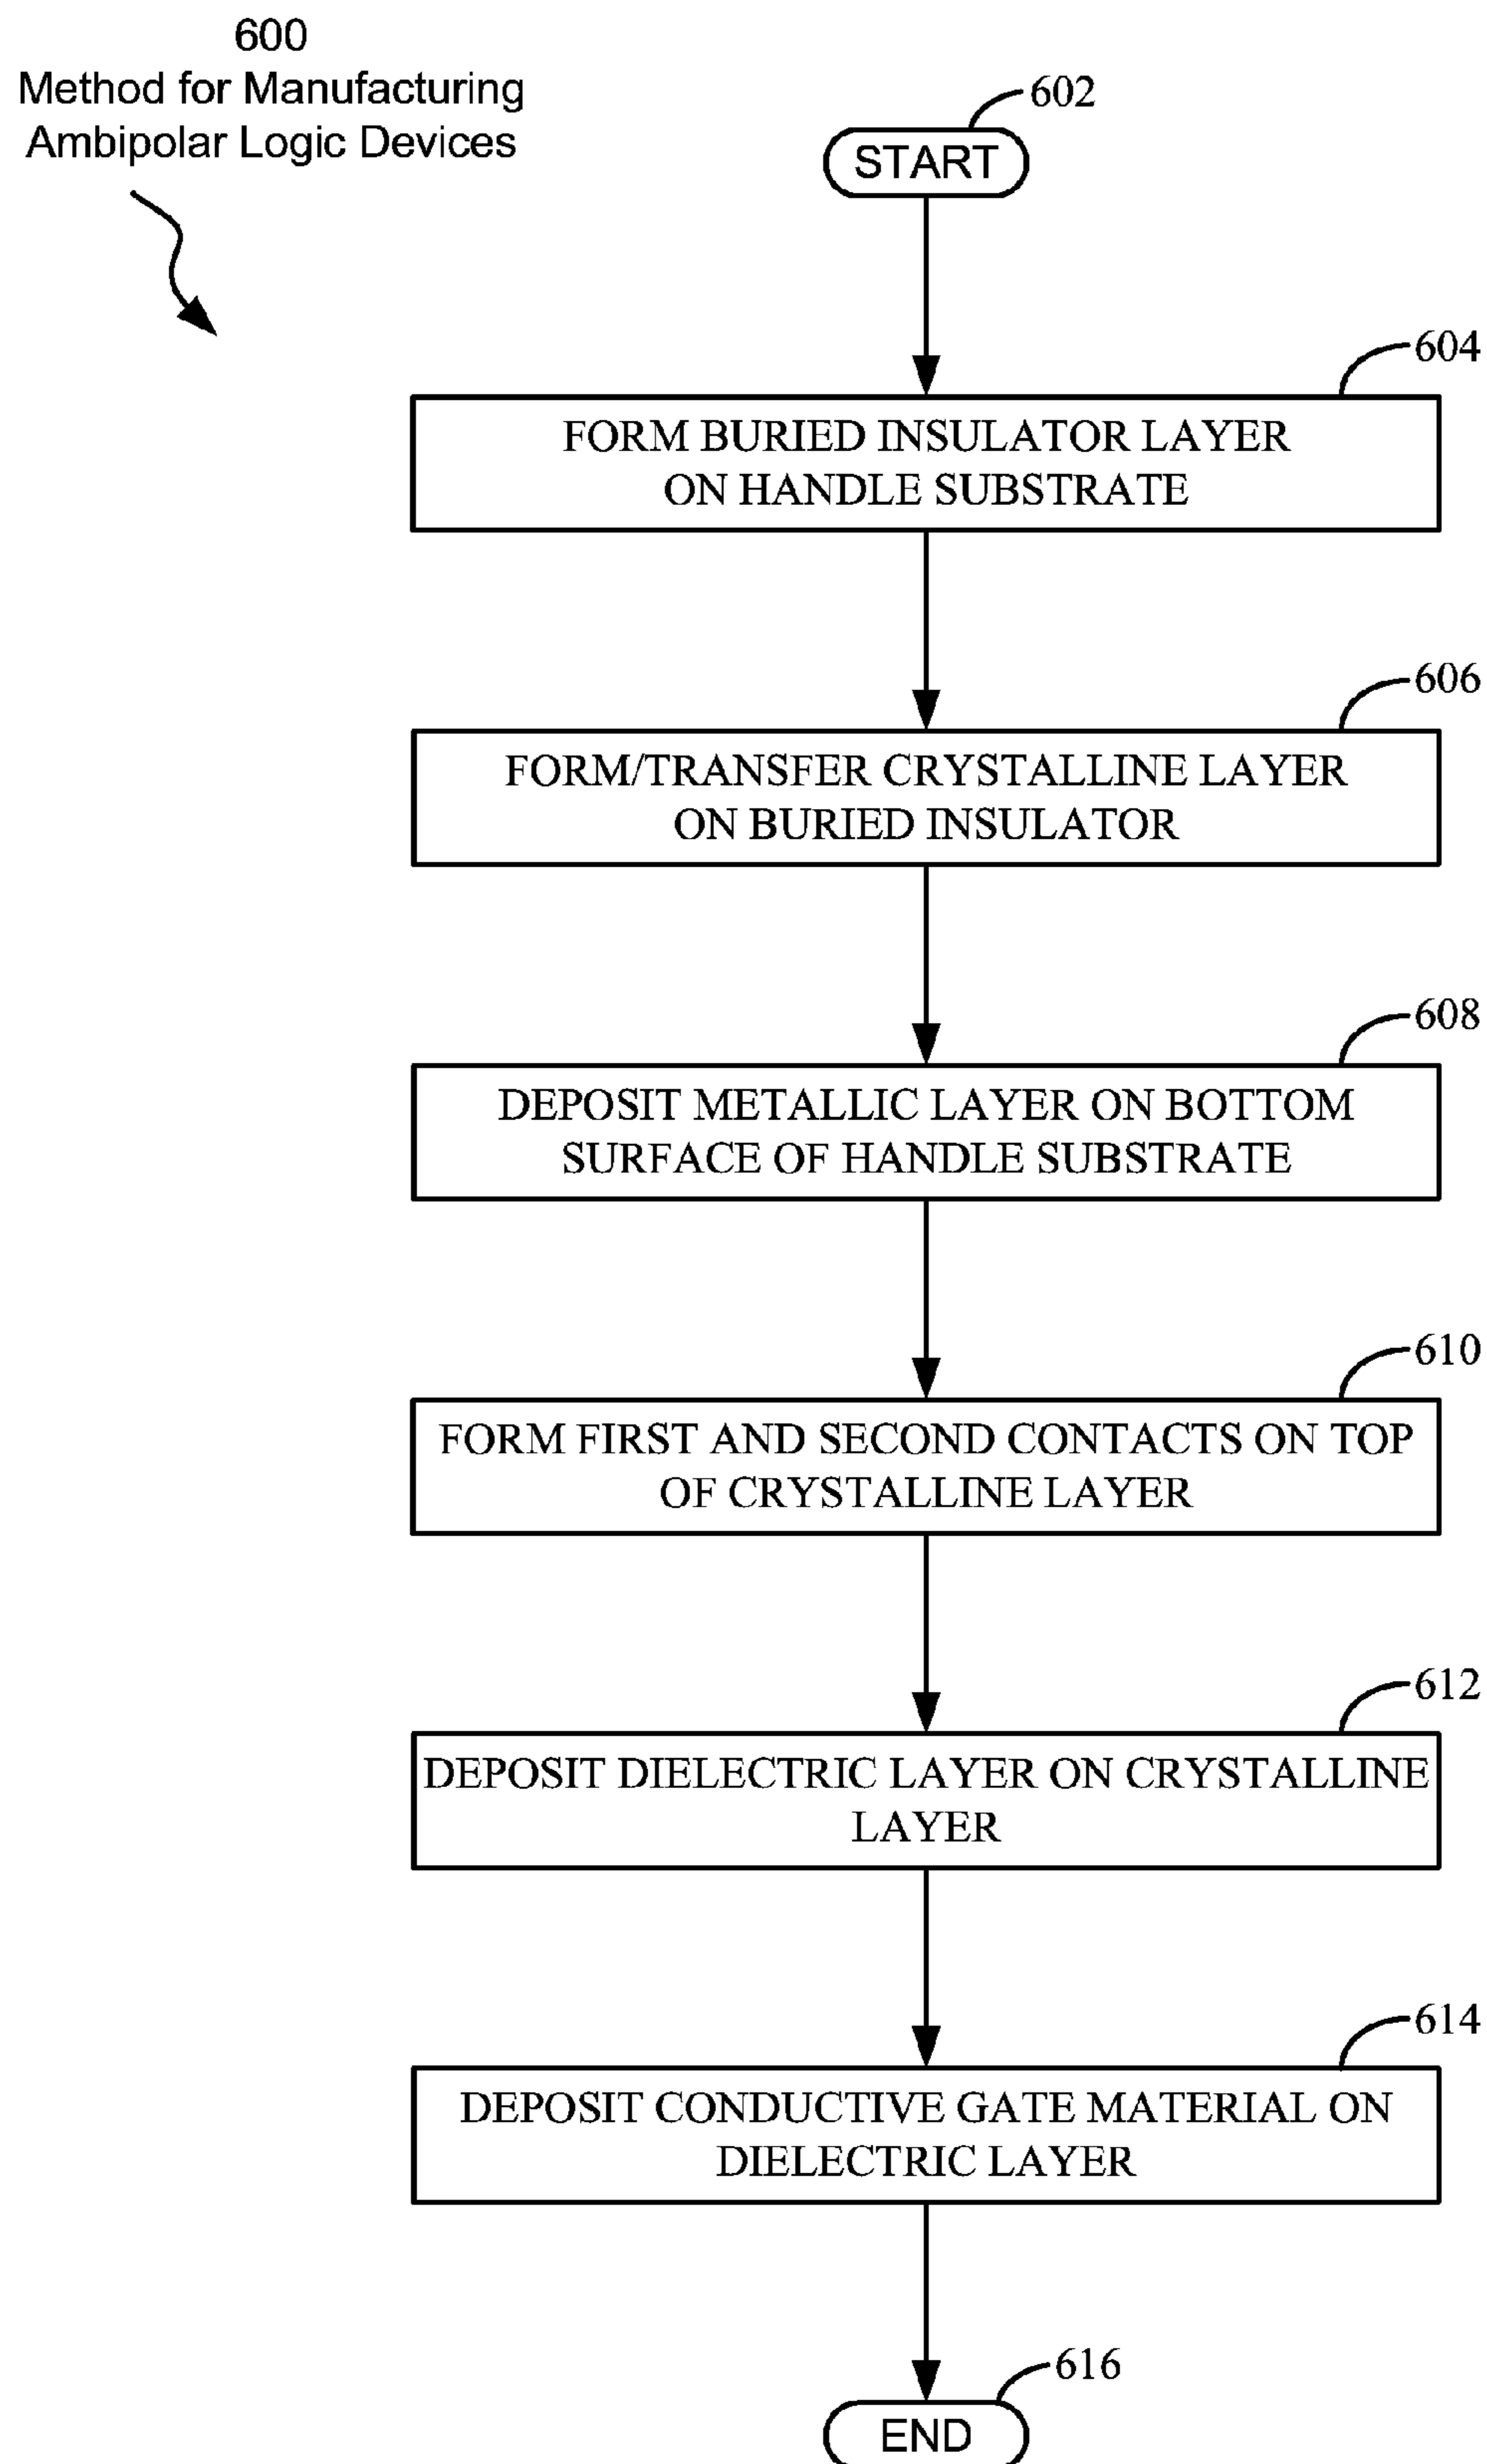 600
Method for Manufacturing
Ambipolar Logic Devices
602
START
604
FORM BURIED INSULATOR LAYER
ON HANDLE SUBSTRATE
606
FORM/TRANSFER CRYSTALLINE LAYER
ON BURIED INSULATOR
608
DEPOSIT METALLIC LAYER ON BOTTOM
SURFACE OF HANDLE SUBSTRATE
610
FORM FIRST AND SECOND CONTACTS ON TOP
OF CRYSTALLINE LAYER
612
DEPOSIT DIELECTRIC LAYER ON CRYSTALLINE
LAYER
614
DEPOSIT CONDUCTIVE GATE MATERIAL ON
DIELECTRIC LAYER
616
END